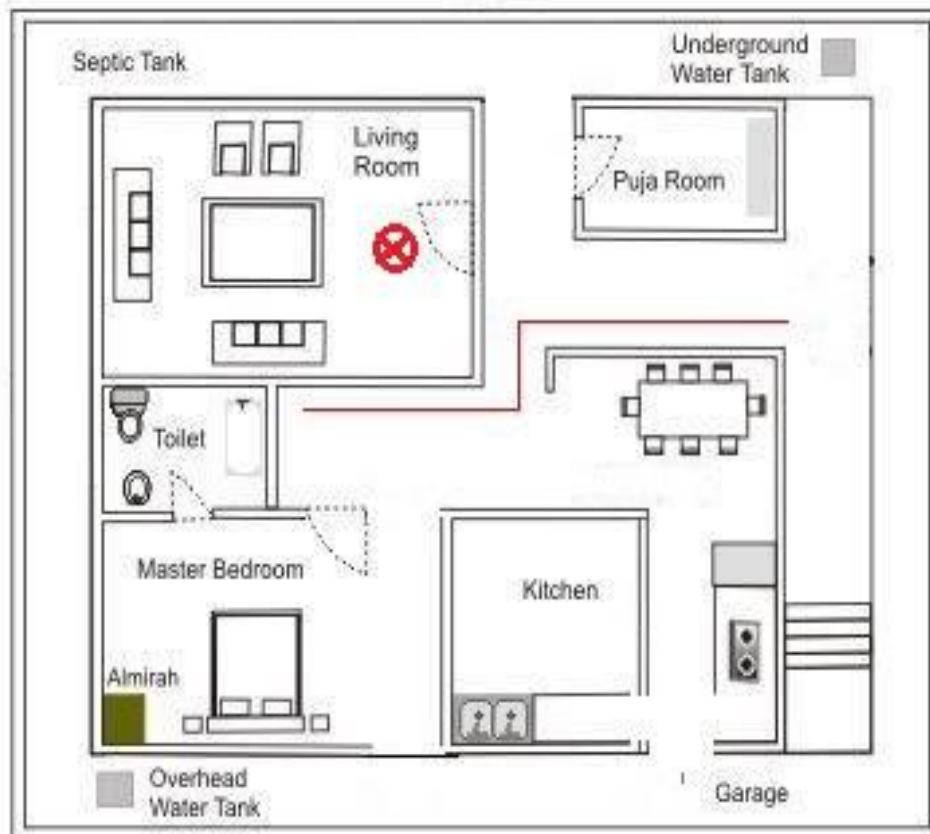 Septic Tank
Underground
Water Tank
Living
Room
Puja Room
Toilet
Master Bedroom
Kitchen
Almirah
Overhead
Water Tank
Garage